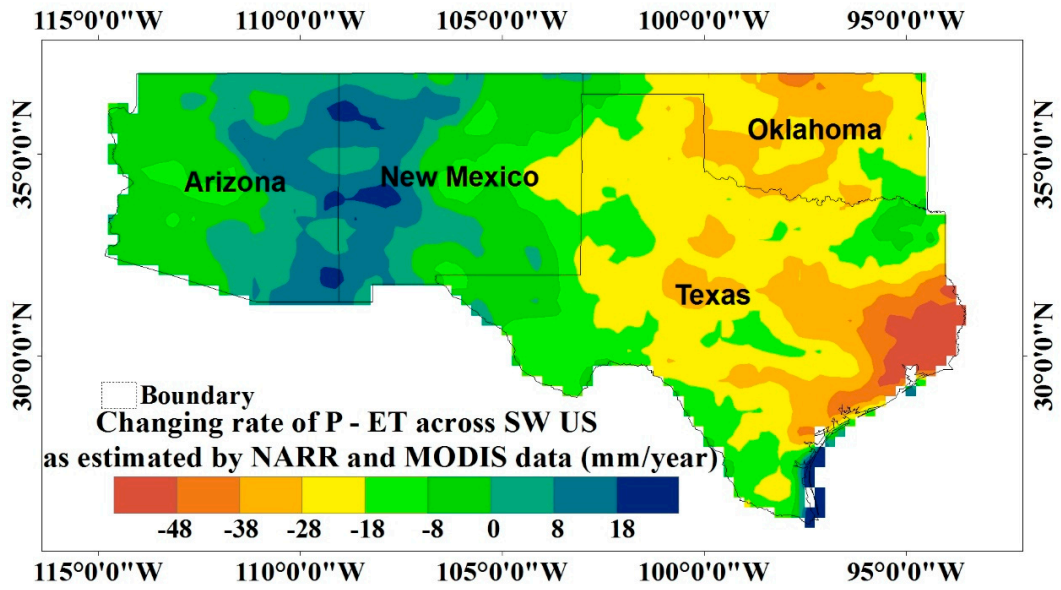 115°0'0"W 110°0'0"W 105°0'0"W 100°0'0"W 95°0'0"W
Oklahoma
35°0'0"N 35°0'0"N
Arizona New Mexico
Texas
30°0'0"N 30°0'0"N
Boundary
Changing rate of P - ET across SW US
as estimated by NARR and MODIS data (mm/year)
-48 -38 -28 -18 -8 0 8 18
115°0'0"W 110°0'0"W 105°0'0"W 100°0'0"W 95°0'0"W